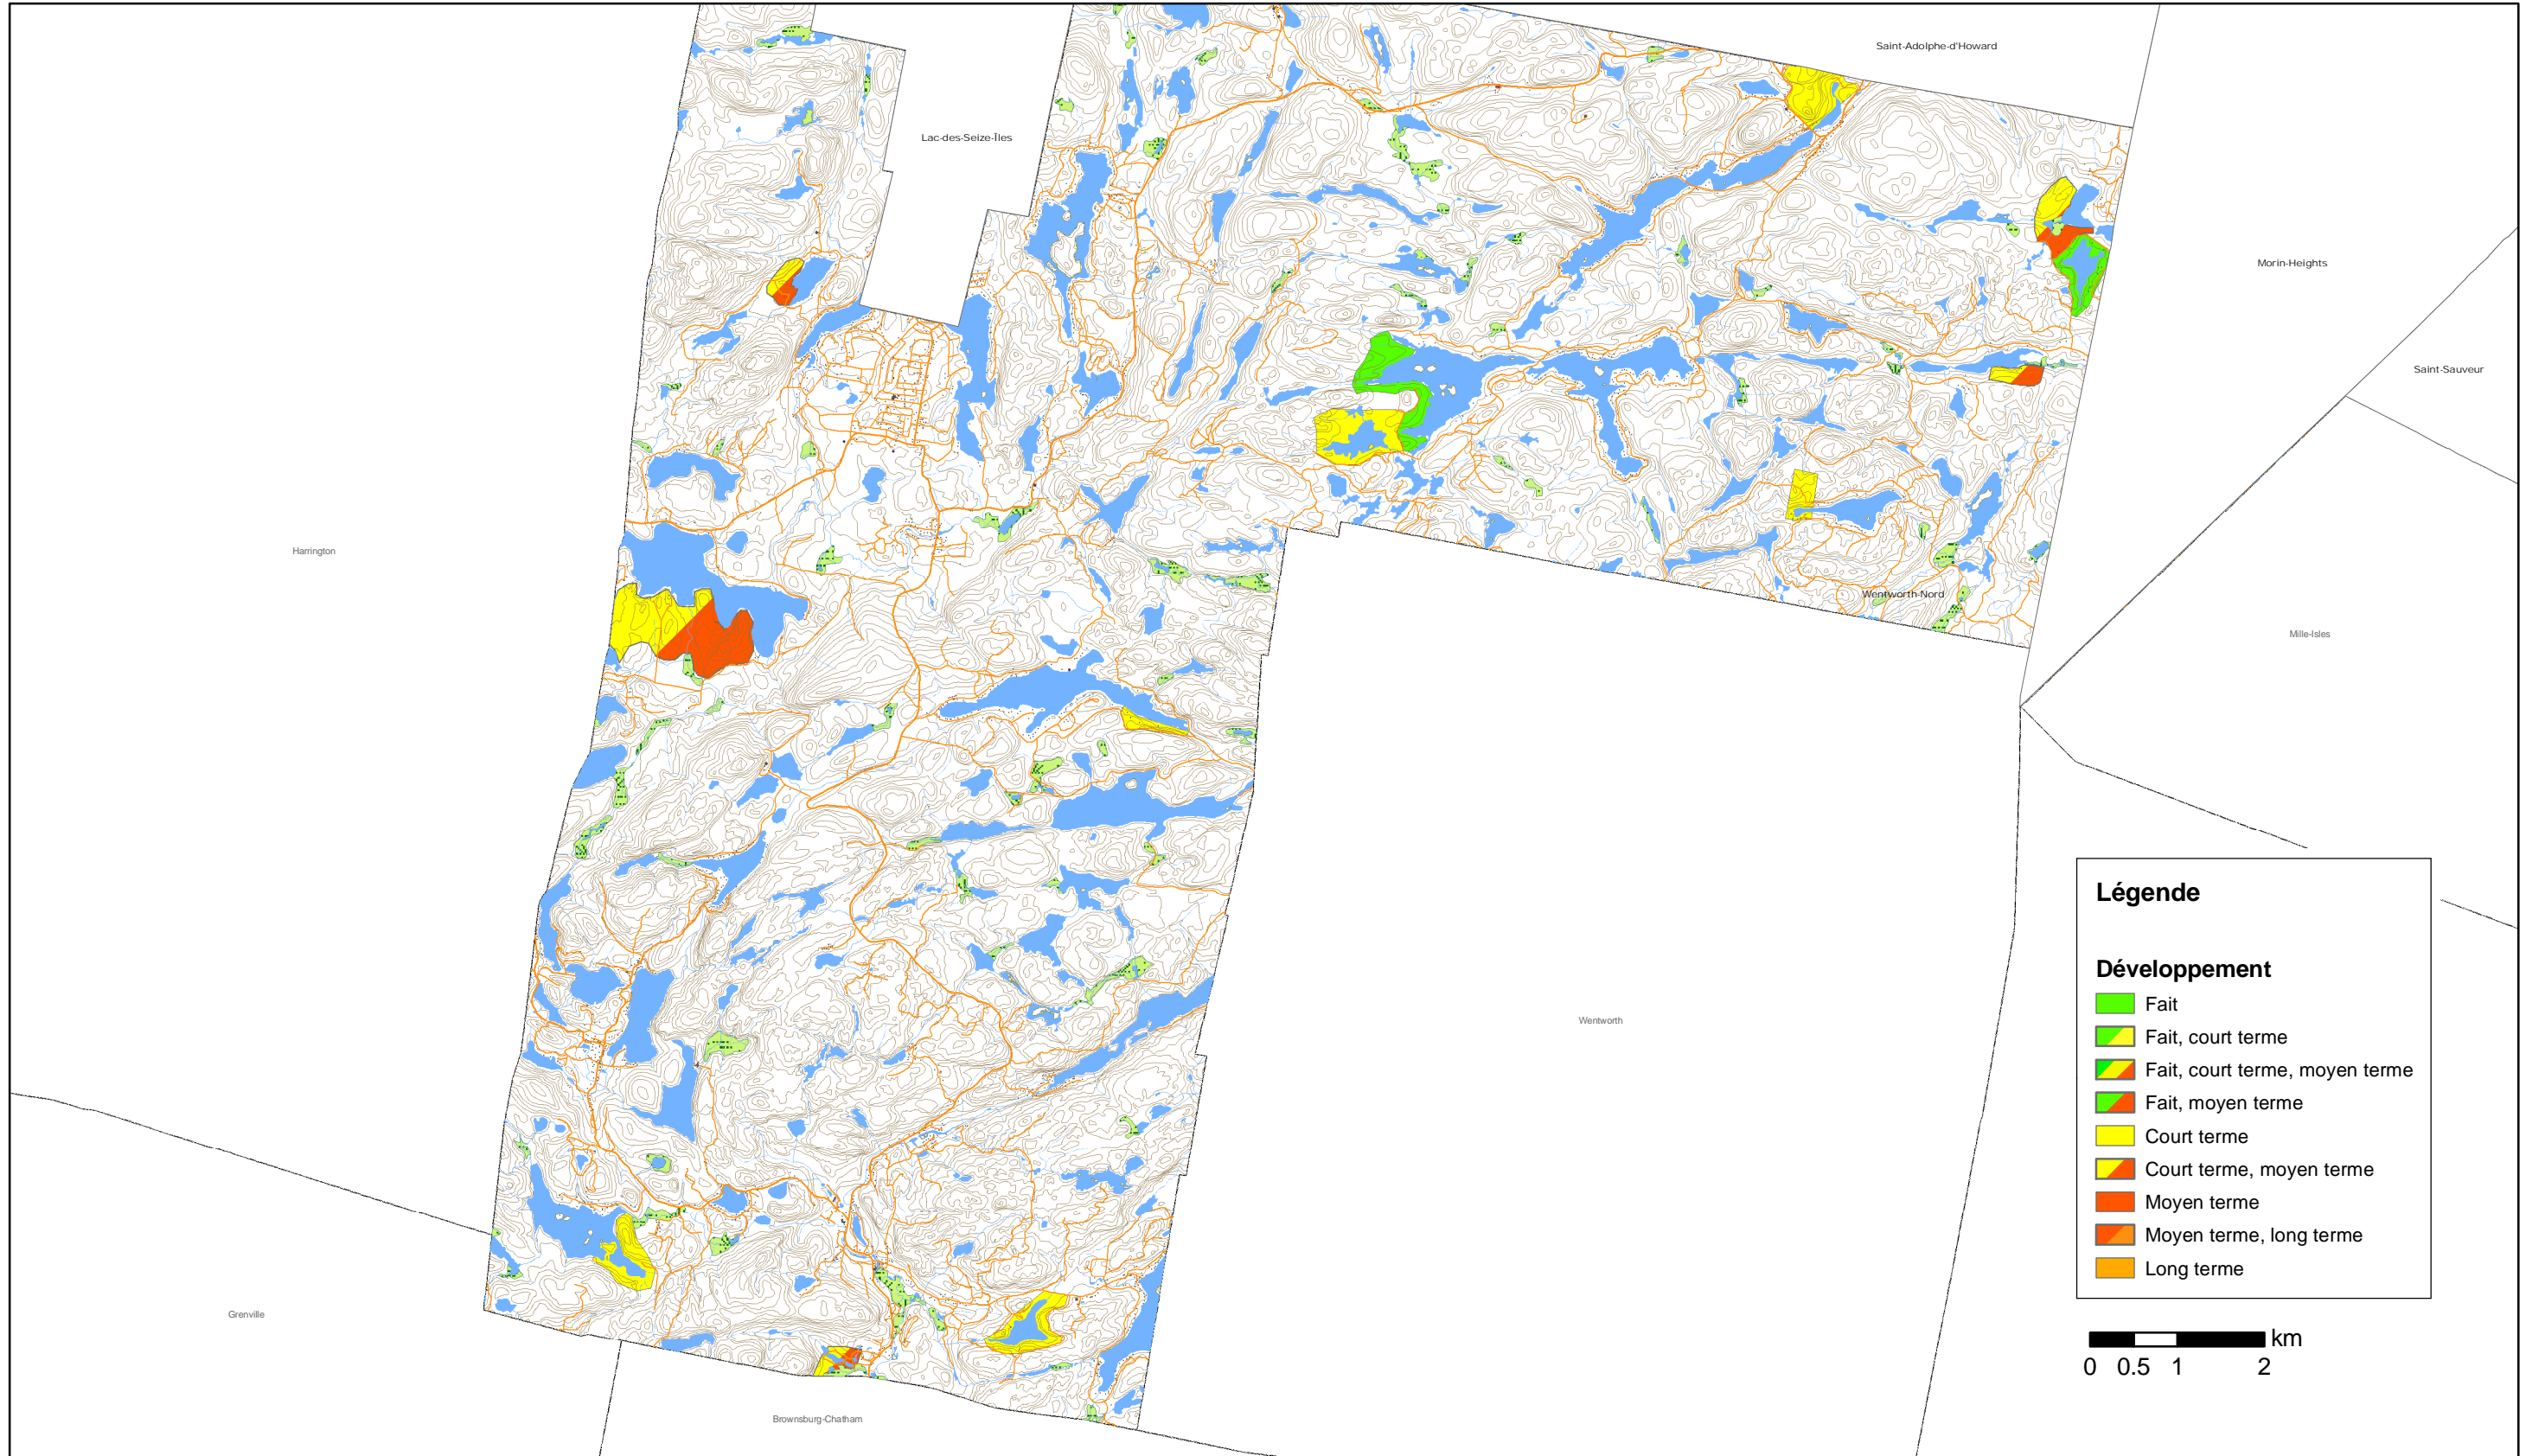 Saint-Adolphe-d'Howard
Lac-des-Seize-Îles
Morin-Heights
Saint-Sauveur
Harrington
Wentworth-Nord
Mille-Isles
Wentworth
Grenville
Brownsburg-Chatham
Légende
Développement
Fait
Fait, court terme
Fait, court terme, moyen terme
Fait, moyen terme
Court terme
Court terme, moyen terme
Moyen terme
Moyen terme, long terme
Long terme
km
0 0.5 1 2